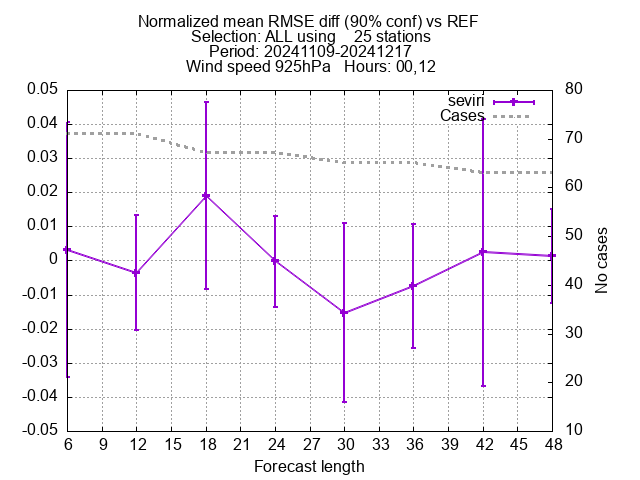 Normalized mean RMSE diff (90% conf) vs REF
Selection: ALL using    25 stations
Period: 20241109-20241217
Wind speed 925hPa   Hours: 00,12
seviri
Cases
0.05
0.04
0.03
0.02
0.01
0
-0.01
-0.02
-0.03
-0.04
-0.05
80
70
60
50
40
30
20
10
No cases
6 9 12 15 18 21 24 27 30 33 36 39 42 45 48
Forecast length